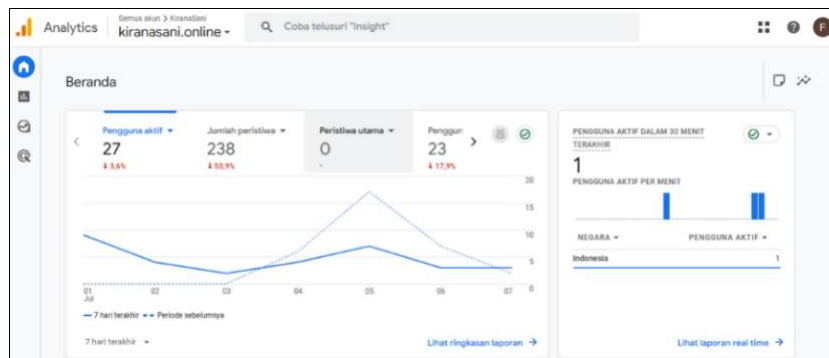 Analytics
Semua akun > KiranaSani
kiranasani.online
Coba telusuri "Insight"
F
Beranda
Pengguna aktif
27
↓ 3,6%
Jumlah peristiwa
238
↓ 50,9%
Peristiwa utama
0
-
Penggur
23
↓ 17,9%
20
15
10
5
0
01 Jul
02
03
04
05
06
07
7 hari terakhir
Periode sebelumnya
7 hari terakhir
Lihat ringkasan laporan →
PENGGUNA AKTIF DALAM 30 MENIT
TERAKHIR
1
PENGGUNA AKTIF PER MENIT
NEGARA
PENGGUNA AKTIF
Indonesia
1
Lihat laporan real time →